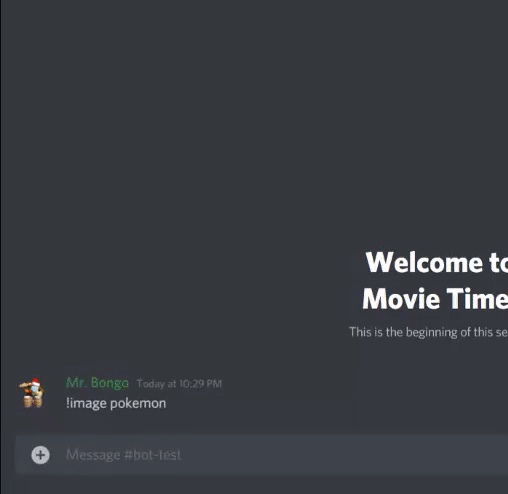 Welcome to
Movie Time
This is the beginning of this se
Mr. Bongo Today at 10:29 PM
!image pokemon
Message #bot-test